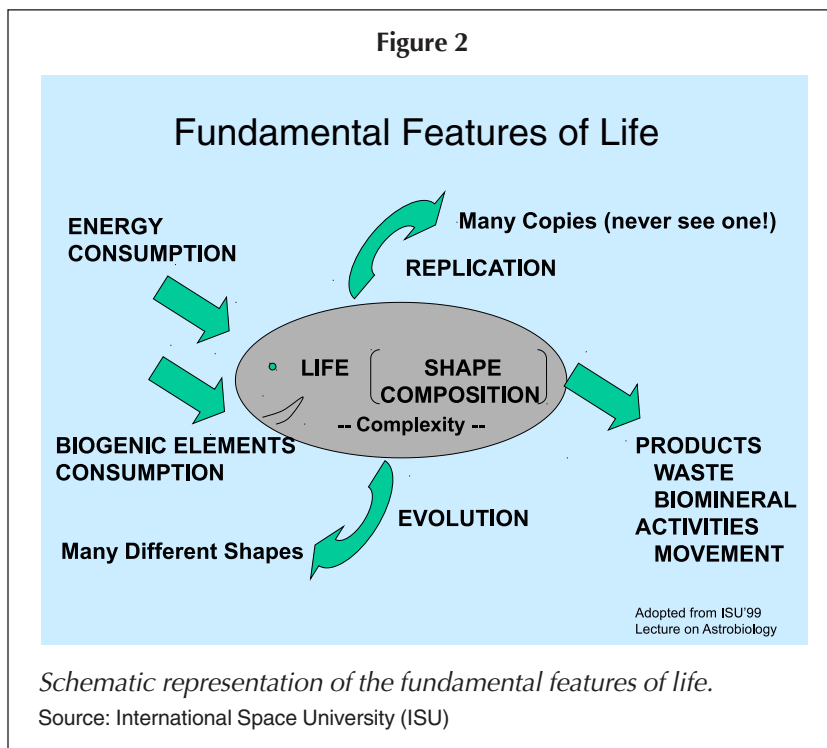 Figure 2
Fundamental Features of Life
ENERGY
CONSUMPTION
Many Copies (never see one!)
REPLICATION
LIFE
SHAPE
COMPOSITION
-- Complexity --
BIOGENIC ELEMENTS
CONSUMPTION
PRODUCTS
WASTE
BIOMINERAL
ACTIVITIES
MOVEMENT
EVOLUTION
Many Different Shapes
Adopted from ISU'99
Lecture on Astrobiology
Schematic representation of the fundamental features of life.
Source: International Space University (ISU)